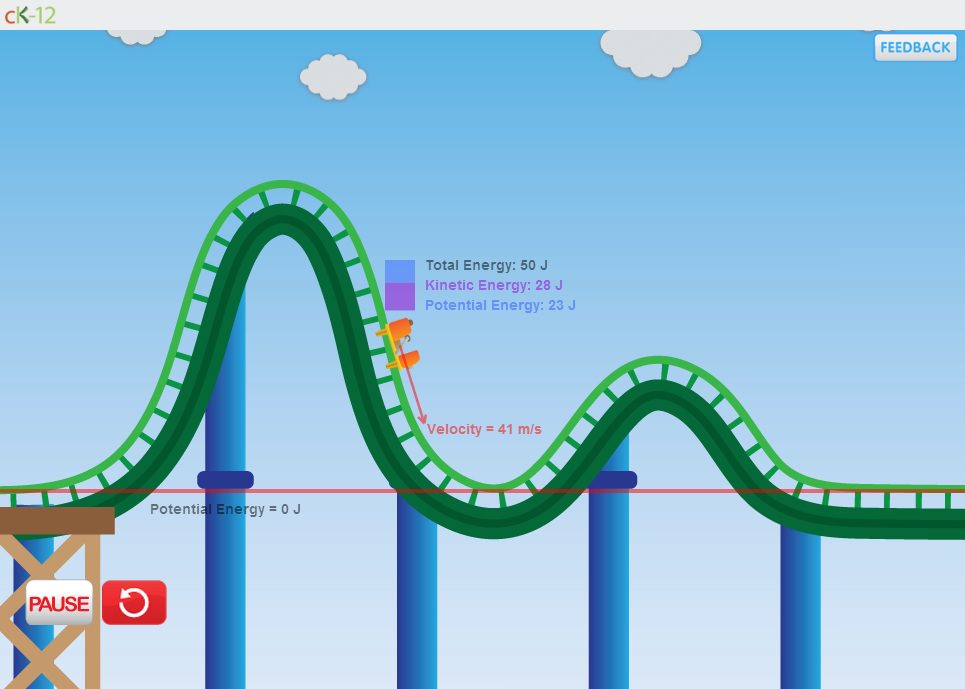 ck-12
FEEDBACK
Total Energy: 50 J
Kinetic Energy: 28 J
Potential Energy: 23 J
Velocity = 41 m/s
Potential Energy = 0 J
PAUSE